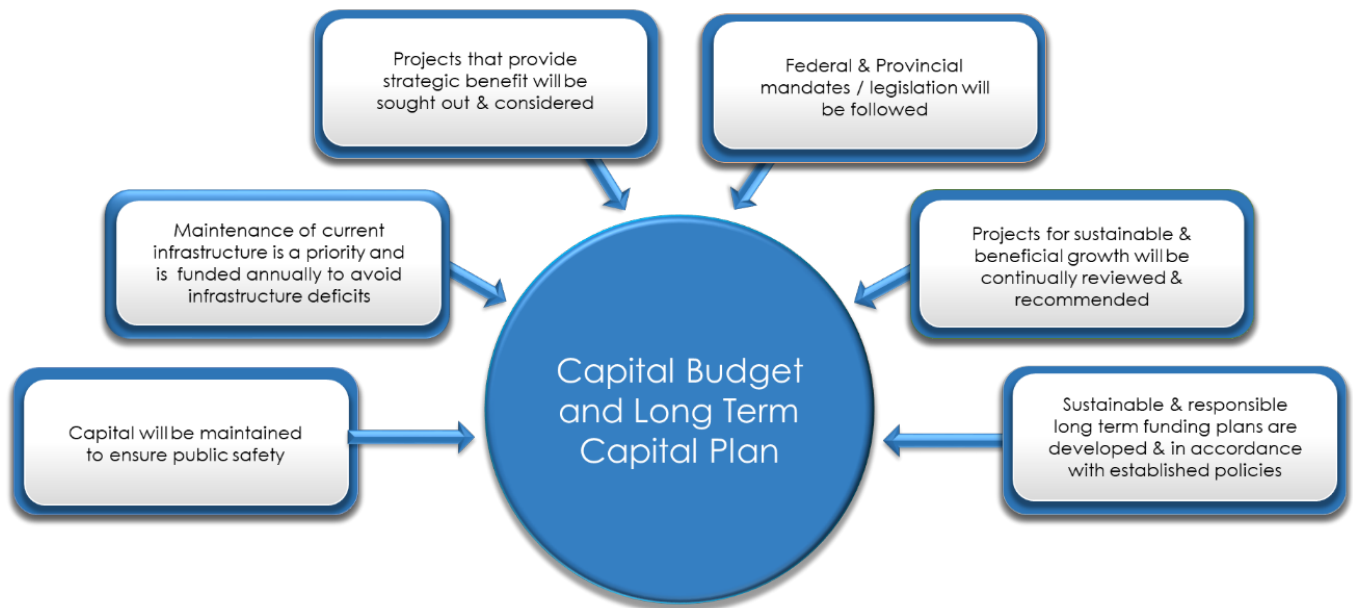 Projects that provide
strategic benefit will be
sought out & considered
Federal & Provincial
mandates / legislation will
be followed
Maintenance of current
infrastructure is a priority and
is funded annually to avoid
infrastructure deficits
Projects for sustainable &
beneficial growth will be
continually reviewed &
recommended
Capital will be maintained
to ensure public safety
Capital Budget
and Long Term
Capital Plan
Sustainable & responsible
long term funding plans are
developed & in accordance
with established policies